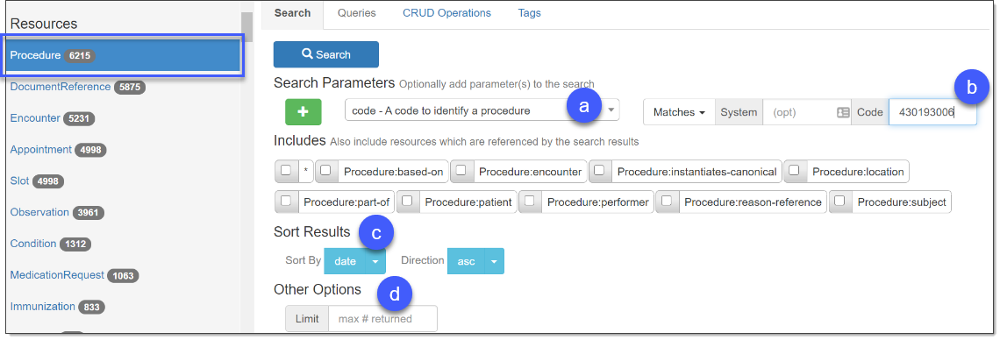 Resources
Procedure 6215
DocumentReference 5875
Encounter 5231
Appointment 4998
Slot 4998
Observation 3961
Condition 1312
MedicationRequest 1063
Immunization 833
Search Queries CRUD Operations Tags
Search
Search Parameters Optionally add parameter(s) to the search
a
b
+ code - A code to identify a procedure Matches System (opt) Code 430193006
Includes Also include resources which are referenced by the search results
* Procedure:based-on Procedure:encounter Procedure:instantiates-canonical Procedure:location
Procedure:part-of Procedure:patient Procedure:performer Procedure:reason-reference Procedure:subject
Sort Results c
Sort By date Direction asc
Other Options d
Limit max # returned